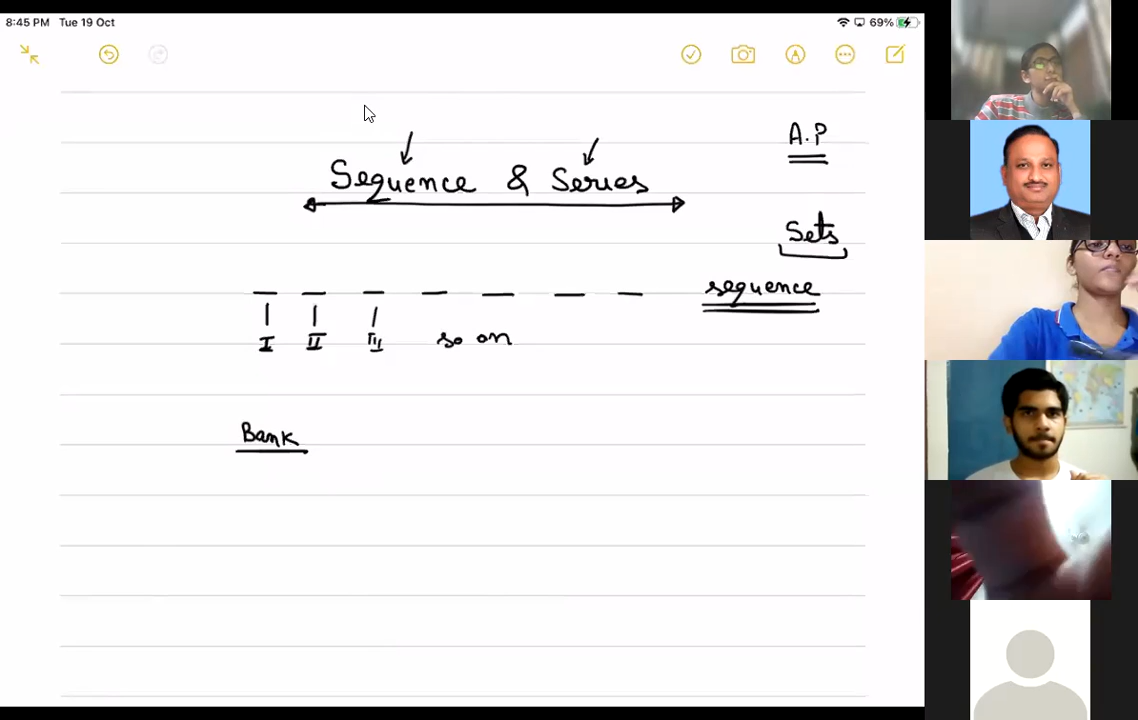 8:45 PM Tue 19 Oct 69%
A.P
Sequence & Series
Sets
sequence
I II III so on
Bank